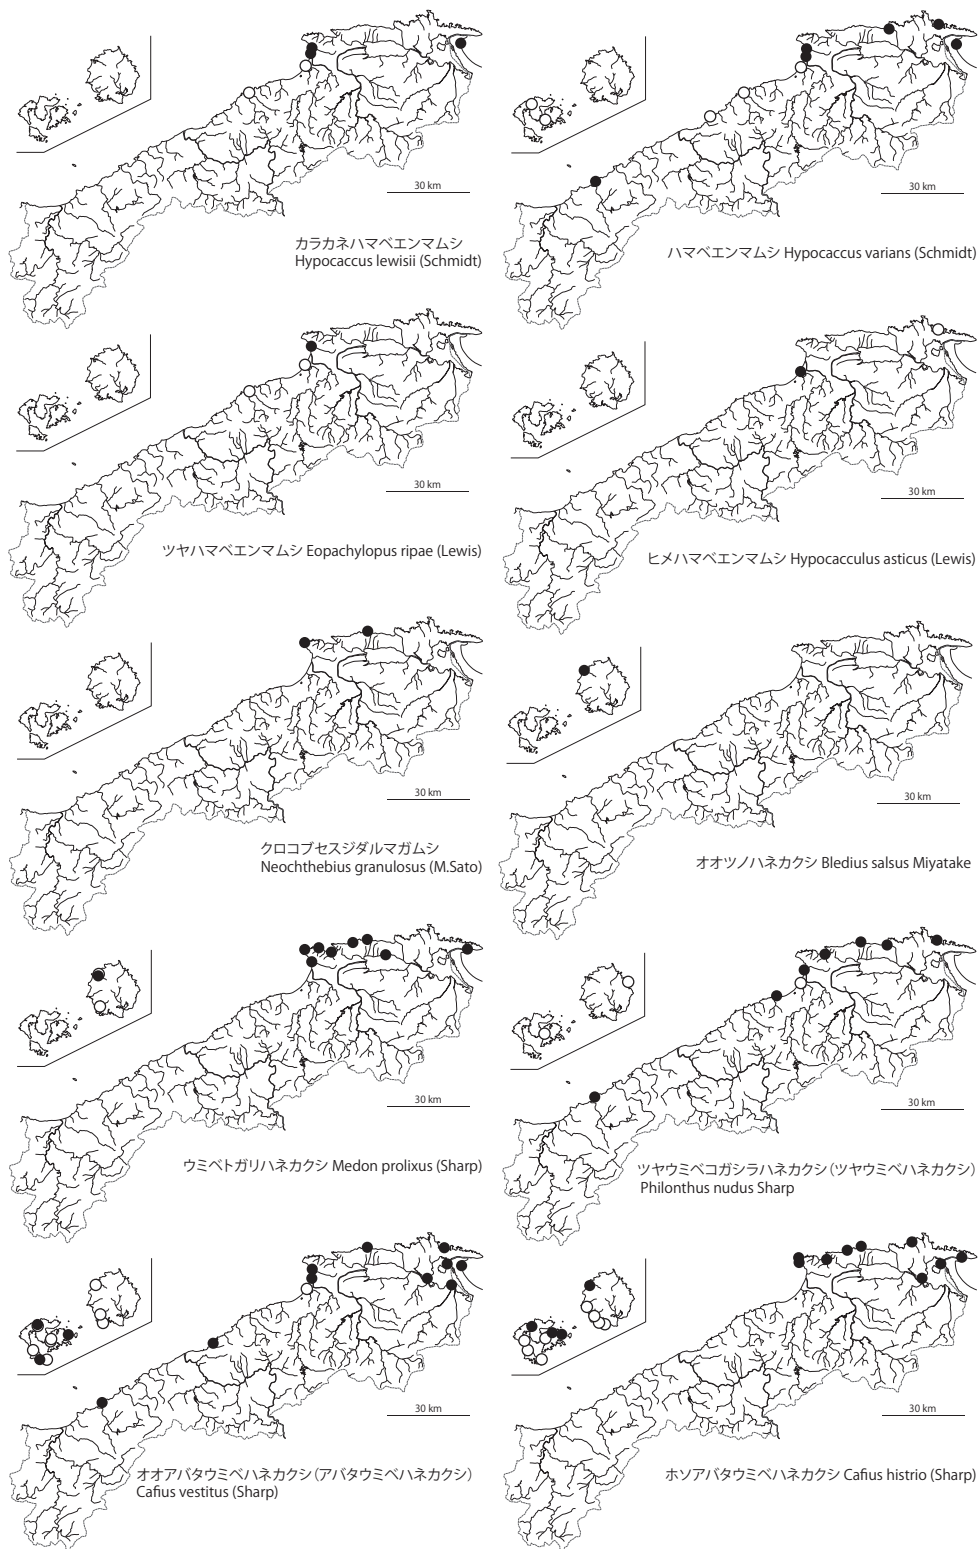 30 km
カラカネハマベエンマムシ
Hypocaccus lewisii (Schmidt)
30 km
ハマベエンマムシ Hypocaccus varians (Schmidt)
30 km
ツヤハマベエンマムシ Eopachylopus ripae (Lewis)
30 km
ヒメハマベエンマムシ Hypocacculus asticus (Lewis)
30 km
クロコブセスジダルマガムシ
Neochthebius granulosus (M.Sato)
30 km
オオツノハネカクシ Bledius salsus Miyatake
30 km
ウミベトガリハネカクシ Medon prolixus (Sharp)
30 km
ツヤウミベコガシラハネカクシ（ツヤウミベハネカクシ）
Philonthus nudus Sharp
30 km
オオアバタウミベハネカクシ（アバタウミベハネカクシ）
Cafius vestitus (Sharp)
30 km
ホソアバタウミベハネカクシ Cafius histrio (Sharp)